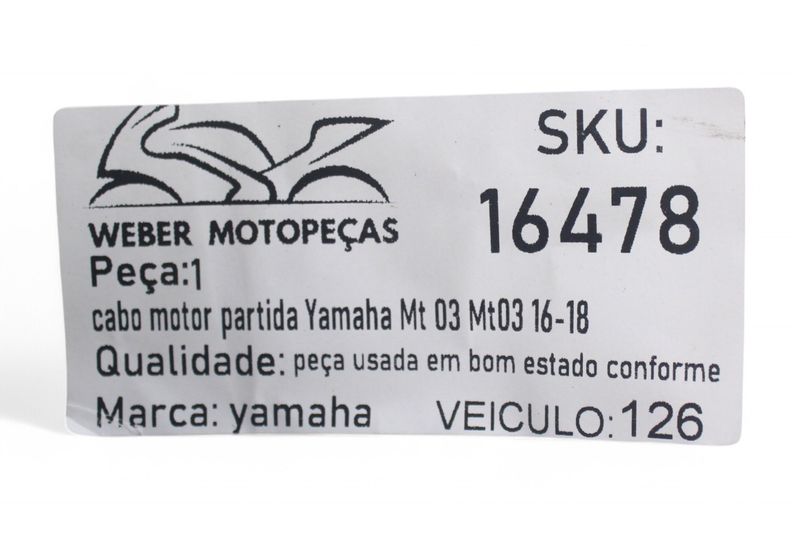 SKU:
16478
WEBER MOTOPEÇAS
Peça:1
cabo motor partida Yamaha Mt 03 Mt03 16-18
Qualidade: peça usada em bom estado conforme
Marca: yamaha VEICULO: 126